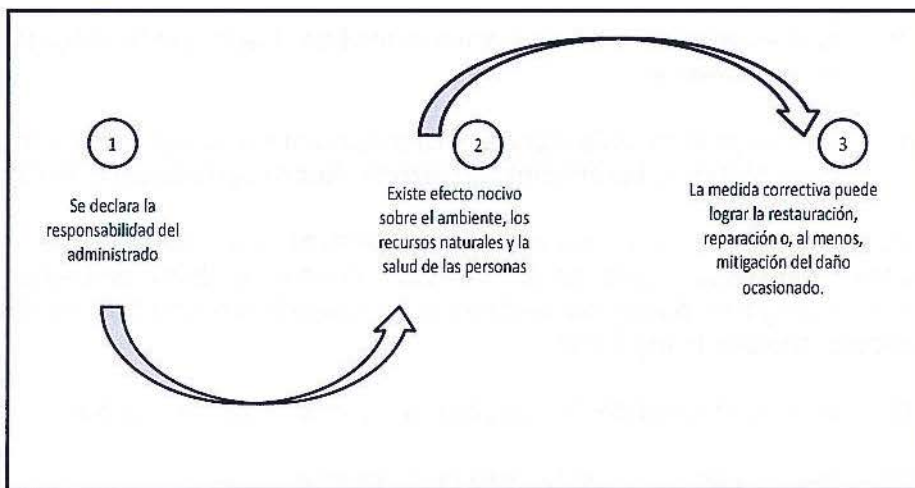 1
Se declara la
responsabilidad del
administrado
2
Existe efecto nocivo
sobre el ambiente, los
recursos naturales y la
salud de las personas
3
La medida correctiva puede
lograr la restauración,
reparación o, al menos,
mitigación del daño
ocasionado.